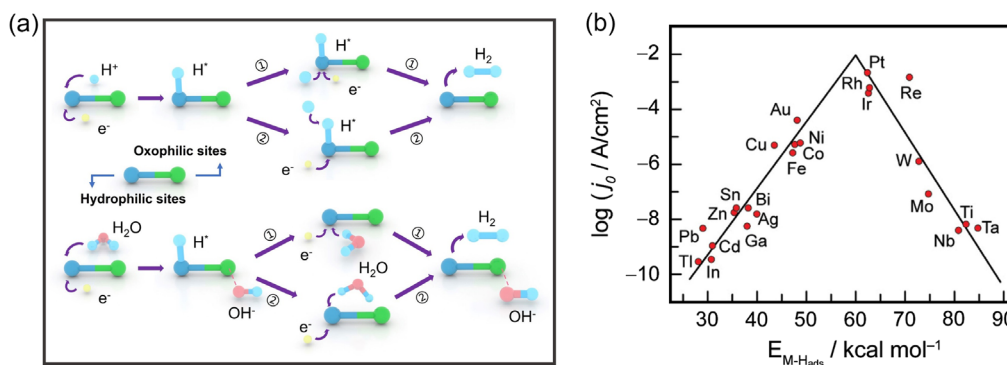 (a)
H⁺
e⁻
H*
①
②
H*
e⁻
H*
e⁻
①
②
H₂
Oxophilic sites
Hydrophilic sites
H₂O
e⁻
H*
OH⁻
①
②
e⁻
H₂O
e⁻
①
②
H₂
OH⁻
(b)
log (j₀ / A/cm²)
−2
−4
−6
−8
−10
Pt
Rh
Ir
Re
Au
Cu
Ni
Co
Fe
W
Mo
Sn
Bi
Zn
Ag
Ga
Pb
Cd
Tl
In
Ti
Ta
Nb
30 40 50 60 70 80 90
E_M-Hads / kcal mol⁻¹